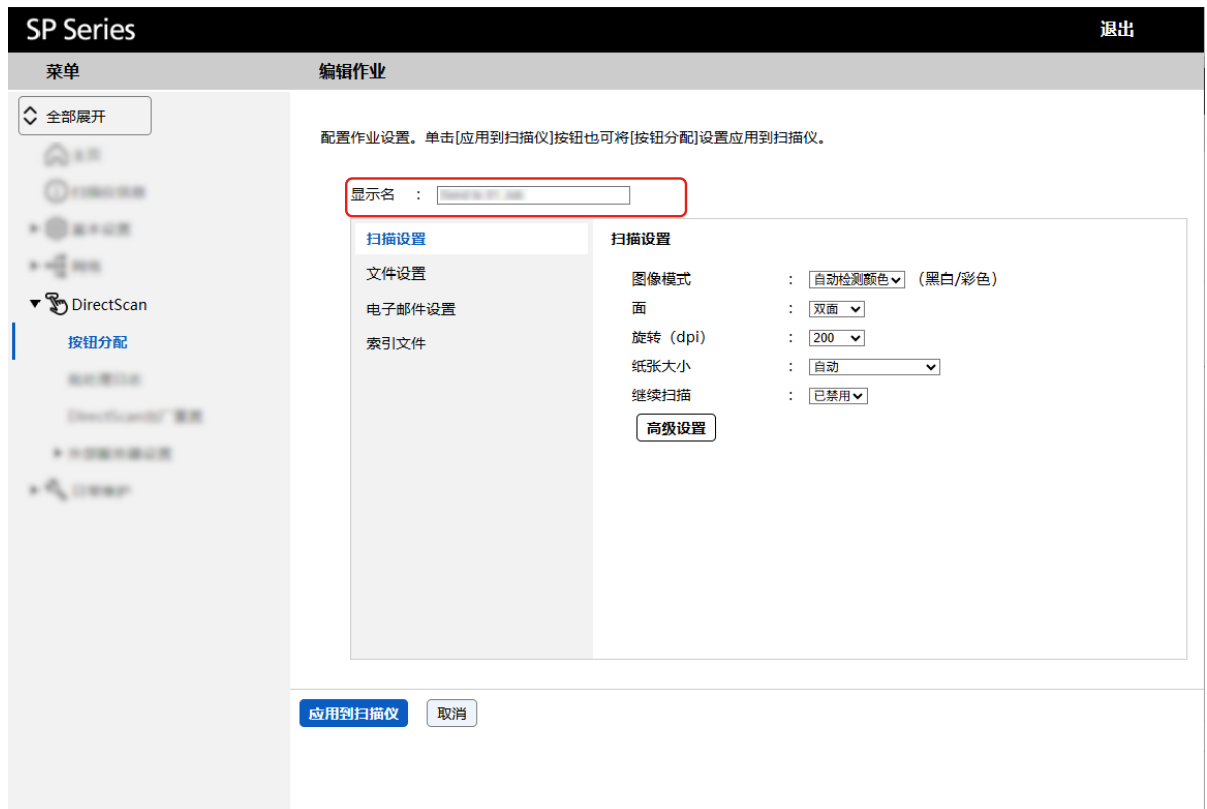 SP Series
退出
菜单
编辑作业
全部展开
DirectScan
按钮分配
配置作业设置。单击[应用到扫描仪]按钮也可将[按钮分配]设置应用到扫描仪。
显示名 ：
扫描设置
文件设置
电子邮件设置
索引文件
扫描设置
图像模式 ： 自动检测颜色 （黑白/彩色）
面 ： 双面
旋转（dpi） ： 200
纸张大小 ： 自动
继续扫描 ： 已禁用
高级设置
应用到扫描仪
取消